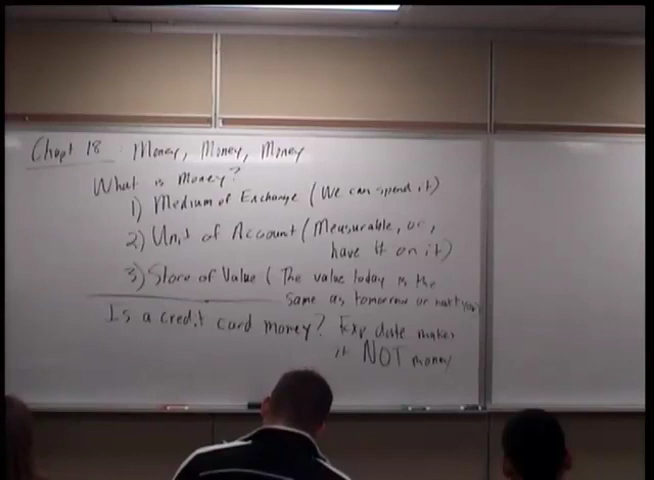 Chapt 18: Money, Money, Money
What is money?
1) Medium of Exchange (We can spend it)
2) Unit of Account (Measurable, or,
have # on it)
3) Store of Value (The value today is the
same as tomorrow or next year
Is a credit card money? Exp date makes
it NOT money